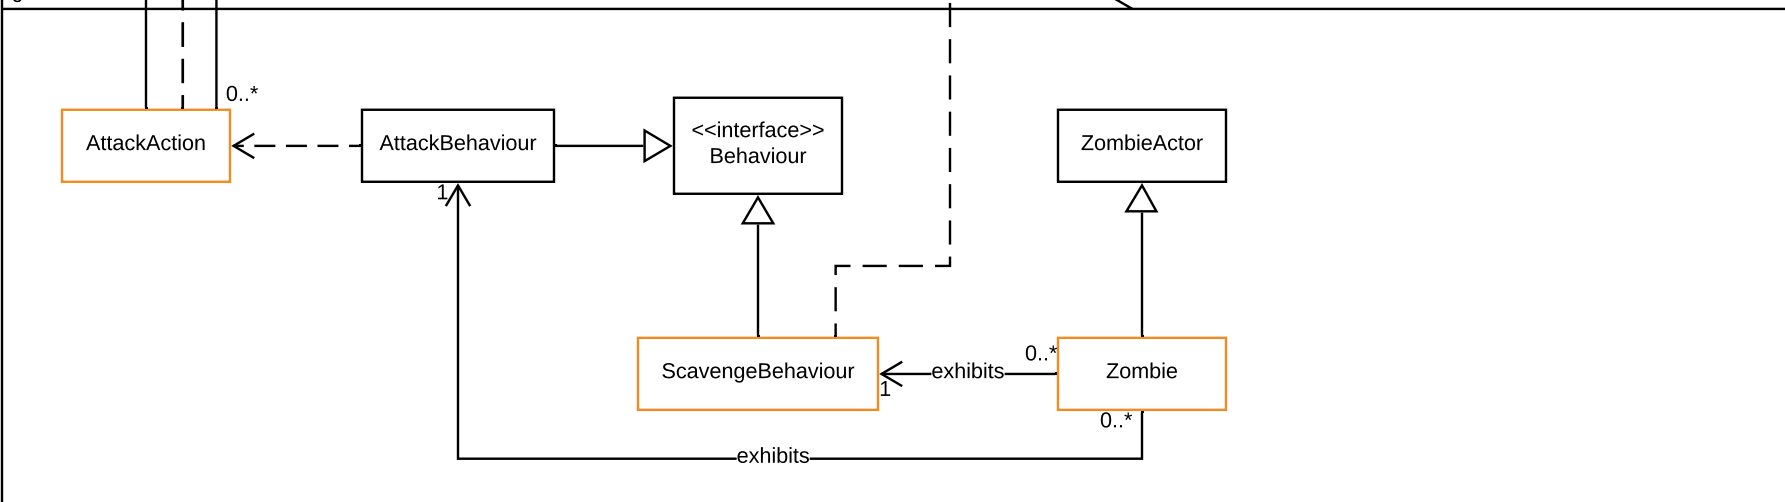 0..*
AttackAction
AttackBehaviour
<<interface>>
Behaviour
ZombieActor
1
0..*
ScavengeBehaviour
exhibits
Zombie
1
0..*
exhibits